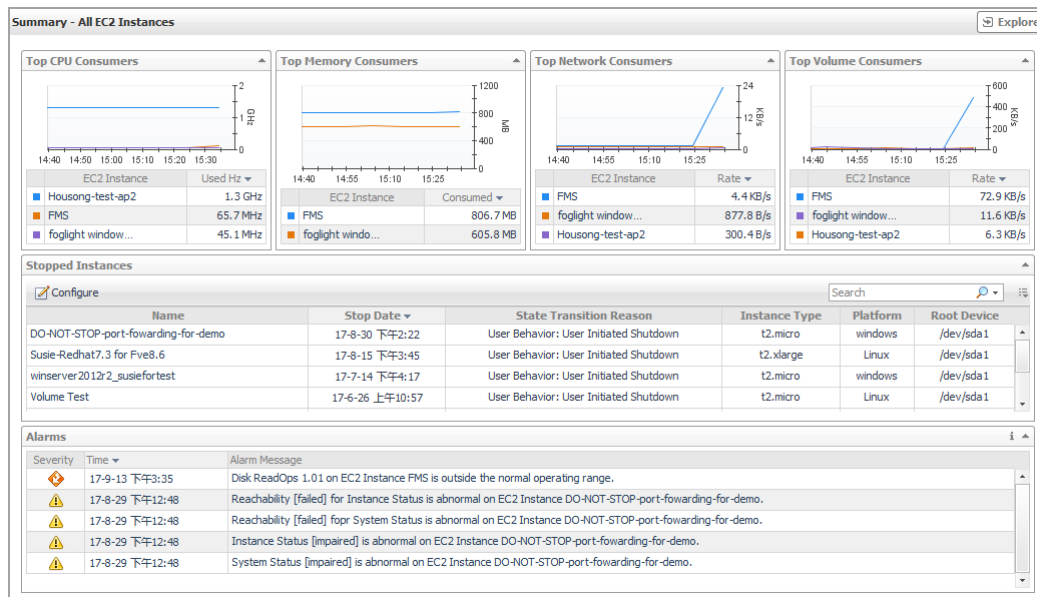 Summary - All EC2 Instances
Explore
Top CPU Consumers
2
1
0
GHz
14:40 14:50 15:00 15:10 15:20 15:30
EC2 Instance Used Hz
Housong-test-ap2 1.3 GHz
FMS 65.7 MHz
foglight window... 45.1 MHz
Top Memory Consumers
1200
800
400
0
MB
14:40 14:55 15:10 15:25
EC2 Instance Consumed
FMS 806.7 MB
foglight windo... 605.8 MB
Top Network Consumers
24
12
0
KB/s
14:40 14:55 15:10 15:25
EC2 Instance Rate
FMS 4.4 KB/s
foglight window... 877.8 B/s
Housong-test-ap2 300.4 B/s
Top Volume Consumers
600
400
200
0
KB/s
14:40 14:55 15:10 15:25
EC2 Instance Rate
FMS 72.9 KB/s
foglight window... 11.6 KB/s
Housong-test-ap2 6.3 KB/s
Stopped Instances
Configure Search
Name Stop Date State Transition Reason Instance Type Platform Root Device
DO-NOT-STOP-port-fowarding-for-demo 17-8-30 下午2:22 User Behavior: User Initiated Shutdown t2.micro windows /dev/sda1
Susie-Redhat7.3 for Fve8.6 17-8-15 下午3:45 User Behavior: User Initiated Shutdown t2.xlarge Linux /dev/sda1
winserver2012r2_susiefortest 17-7-14 下午4:17 User Behavior: User Initiated Shutdown t2.micro windows /dev/sda1
Volume Test 17-6-26 上午10:57 User Behavior: User Initiated Shutdown t2.micro Linux /dev/sda1
Alarms
Severity Time Alarm Message
17-9-13 下午3:35 Disk ReadOps 1.01 on EC2 Instance FMS is outside the normal operating range.
17-8-29 下午12:48 Reachability [failed] for Instance Status is abnormal on EC2 Instance DO-NOT-STOP-port-fowarding-for-demo.
17-8-29 下午12:48 Reachability [failed] fopr System Status is abnormal on EC2 Instance DO-NOT-STOP-port-fowarding-for-demo.
17-8-29 下午12:48 Instance Status [impaired] is abnormal on EC2 Instance DO-NOT-STOP-port-fowarding-for-demo.
17-8-29 下午12:48 System Status [impaired] is abnormal on EC2 Instance DO-NOT-STOP-port-fowarding-for-demo.